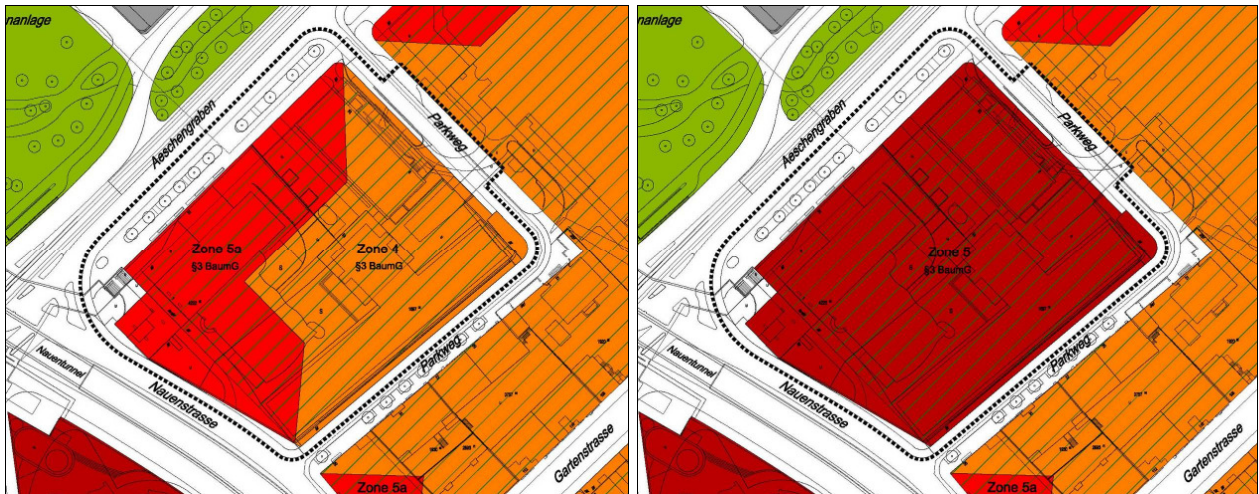 nanlage
Aeschengraben
Parkweg
Zone 5a
§3 BaumG
Zone 4
§3 BaumG
Nauentunnel
Nauenstrasse
Parkweg
Gartenstrasse
Zone 5a
nanlage
Aeschengraben
Parkweg
Zone 5
§3 BaumG
Nauentunnel
Nauenstrasse
Parkweg
Gartenstrasse
Zone 5a